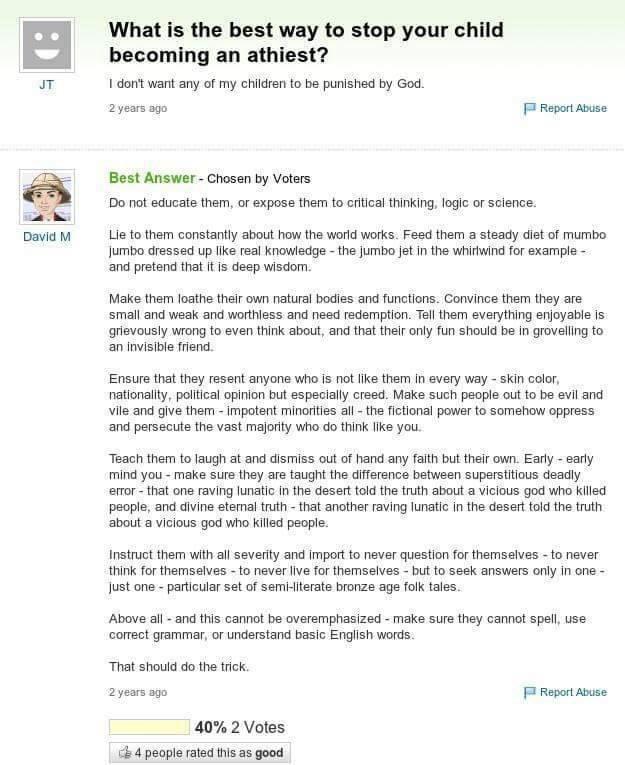 What is the best way to stop your child
becoming an athiest?
JT
I don't want any of my children to be punished by God.
2 years ago
Report Abuse
Best Answer - Chosen by Voters
David M
Do not educate them, or expose them to critical thinking, logic or science.
Lie to them constantly about how the world works. Feed them a steady diet of mumbo
jumbo dressed up like real knowledge - the jumbo jet in the whirlwind for example -
and pretend that it is deep wisdom.
Make them loathe their own natural bodies and functions. Convince them they are
small and weak and worthless and need redemption. Tell them everything enjoyable is
grievously wrong to even think about, and that their only fun should be in grovelling to
an invisible friend.
Ensure that they resent anyone who is not like them in every way - skin color,
nationality, political opinion but especially creed. Make such people out to be evil and
vile and give them - impotent minorities all - the fictional power to somehow oppress
and persecute the vast majority who do think like you.
Teach them to laugh at and dismiss out of hand any faith but their own. Early - early
mind you - make sure they are taught the difference between superstitious deadly
error - that one raving lunatic in the desert told the truth about a vicious god who killed
people, and divine eternal truth - that another raving lunatic in the desert told the truth
about a vicious god who killed people.
Instruct them with all severity and import to never question for themselves - to never
think for themselves - to never live for themselves - but to seek answers only in one -
just one - particular set of semi-literate bronze age folk tales.
Above all - and this cannot be overemphasized - make sure they cannot spell, use
correct grammar, or understand basic English words.
That should do the trick.
2 years ago
Report Abuse
40% 2 Votes
4 people rated this as good